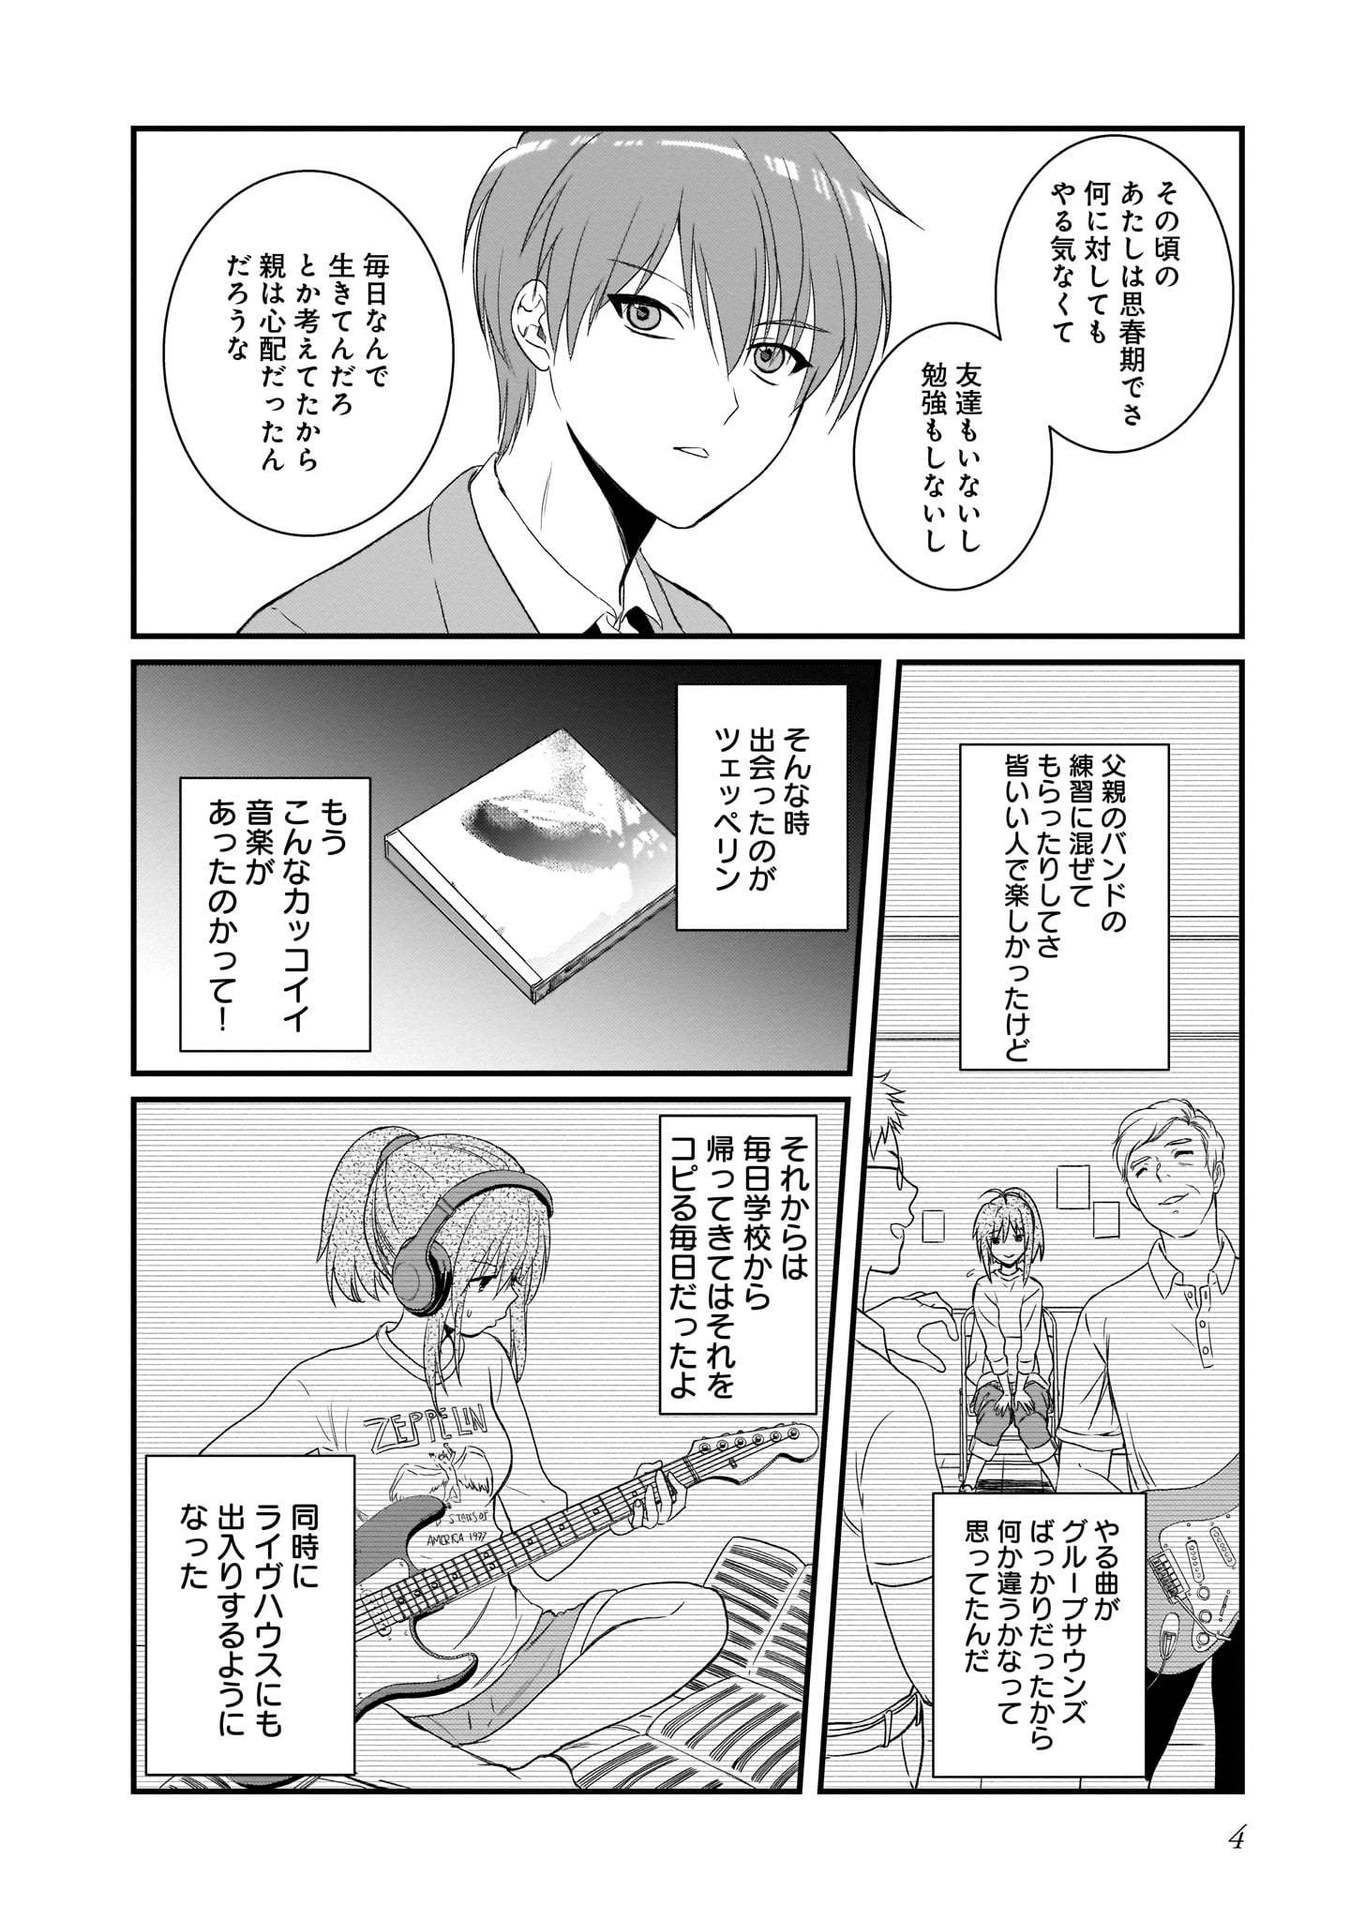 その頃の
あたしは思春期でさ
何に対しても
やる気なくて
友達もいないし
勉強もしないし
毎日なんで
生きてんだろ
とか考えてたから
親は心配だったん
だろうな
父親のバンドの
練習に混ぜて
もらったりしてさ
皆いい人で楽しかったけど
やる曲が
グループサウンズ
ばっかりだったから
何か違うかなって
思ってたんだ
そんな時
出会ったのが
ツェッペリン
もう
こんなカッコイイ
音楽が
あったのかって！
それからは
毎日学校から
帰ってきてはそれを
コピる毎日だったよ
ZEPPELIN
STATES OF
AMERICA 1977
同時に
ライヴハウスにも
出入りするように
なった
4